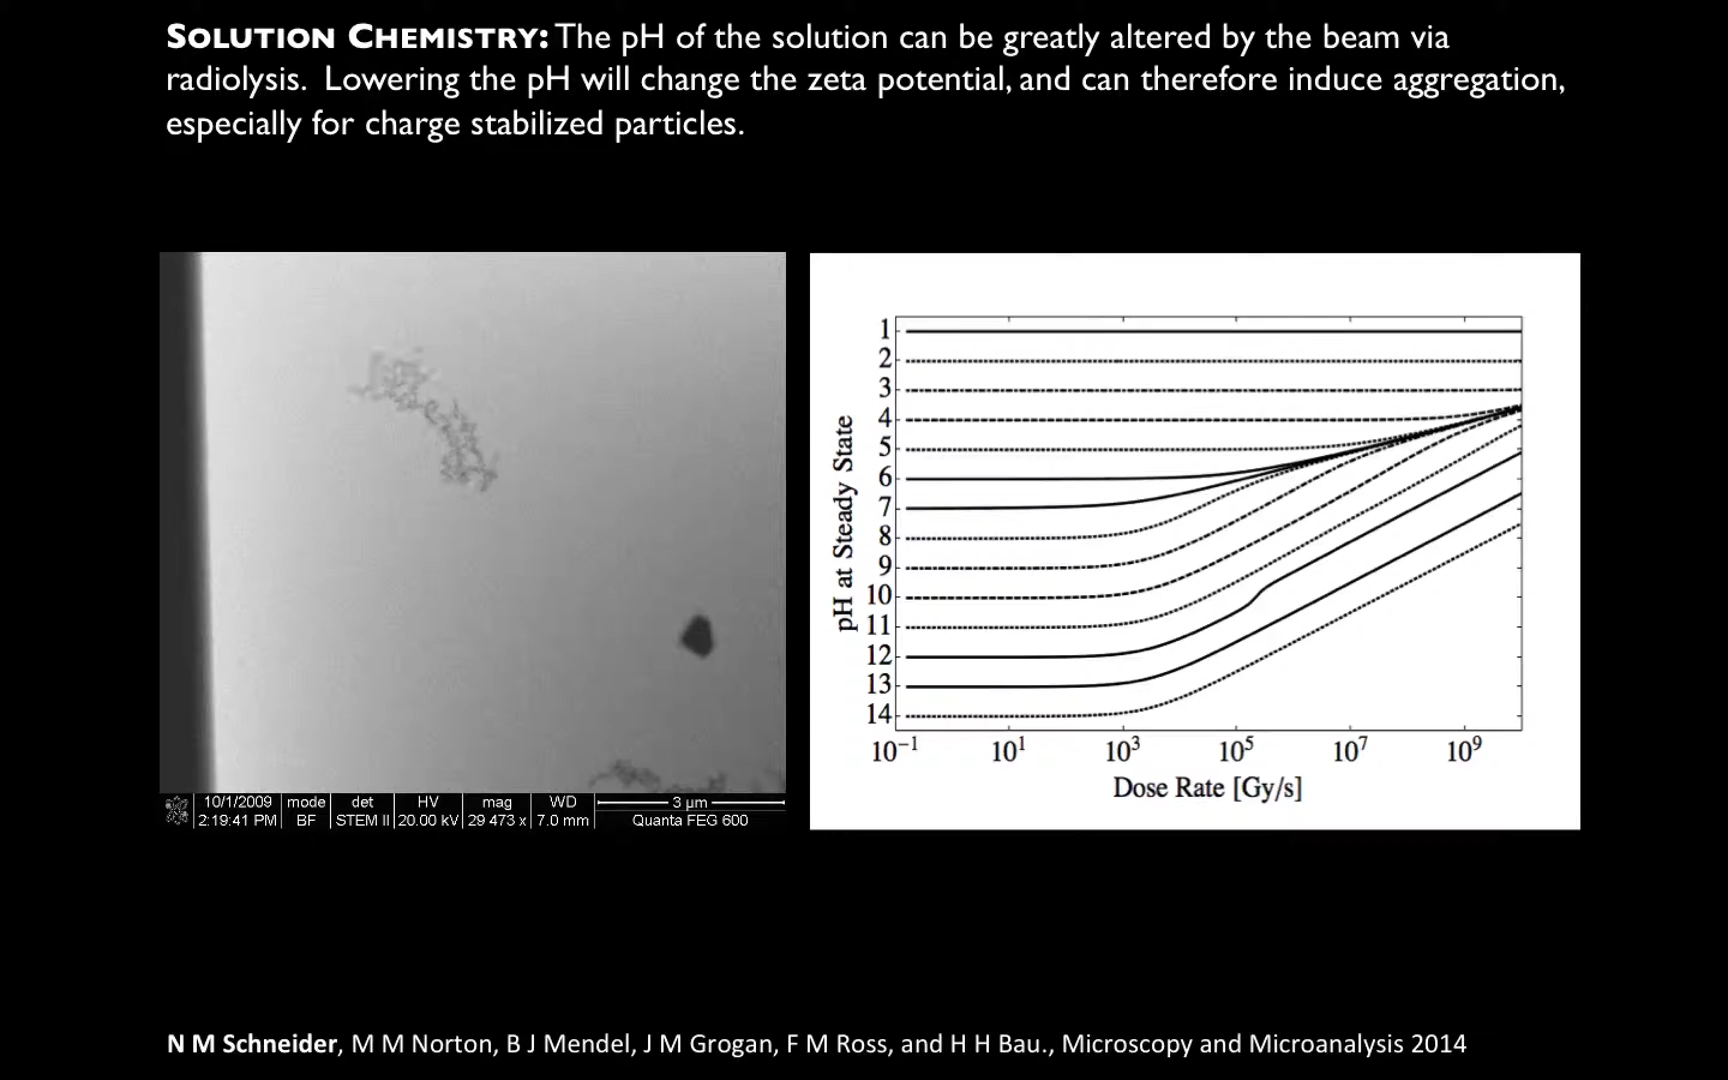 SOLUTION CHEMISTRY: The pH of the solution can be greatly altered by the beam via
radiolysis. Lowering the pH will change the zeta potential, and can therefore induce aggregation,
especially for charge stabilized particles.
10/1/2009 mode det HV mag WD 3 µm
2:19:41 PM BF STEM II 20.00 kV 29 473 x 7.0 mm Quanta FEG 600
pH at Steady State
1
2
3
4
5
6
7
8
9
10
11
12
13
14
10⁻¹ 10¹ 10³ 10⁵ 10⁷ 10⁹
Dose Rate [Gy/s]
N M Schneider, M M Norton, B J Mendel, J M Grogan, F M Ross, and H H Bau., Microscopy and Microanalysis 2014